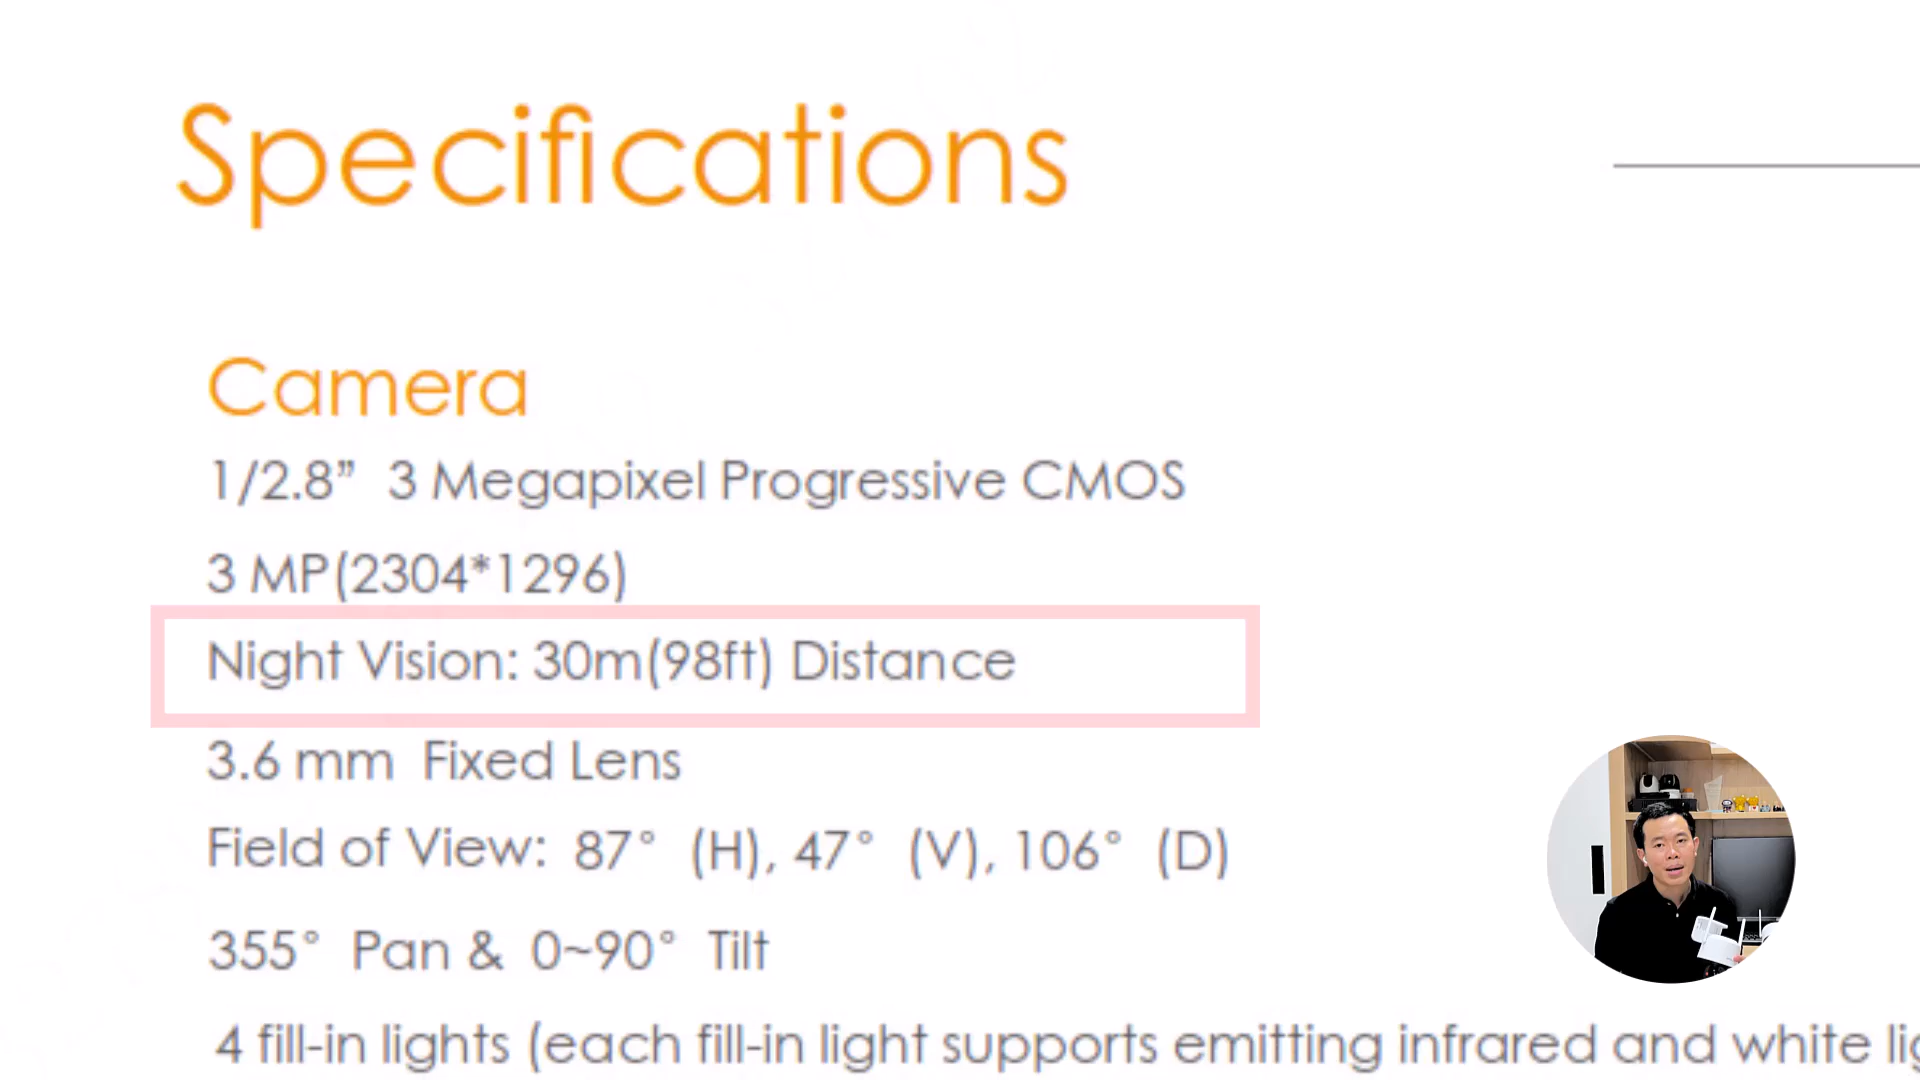 Specifications
Camera
1/2.8” 3 Megapixel Progressive CMOS
3 MP(2304*1296)
Night Vision: 30m(98ft) Distance
3.6 mm Fixed Lens
Field of View: 87° (H), 47° (V), 106° (D)
355° Pan & 0~90° Tilt
4 fill-in lights (each fill-in light supports emitting infrared and white